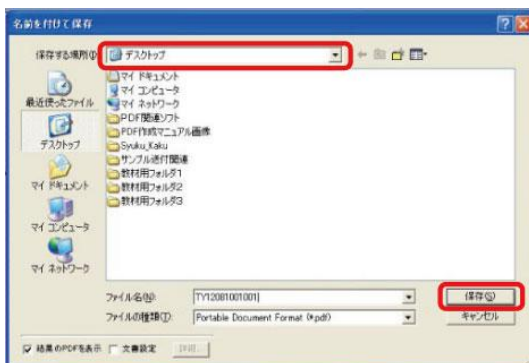 名前を付けて保存
保存する場所(I):
デスクトップ
最近使ったファイル
デスクトップ
マイ ドキュメント
マイ コンピュータ
マイ ネットワーク
マイ ドキュメント
マイ コンピュータ
マイ ネットワーク
PDF関連ソフト
PDF作成マニュアル画像
Syuku_Kaku
サンプル送付関連
教材用フォルダ1
教材用フォルダ2
教材用フォルダ3
ファイル名(N):
TY12081001001
保存(S)
ファイルの種類(T):
Portable Document Format (*.pdf)
キャンセル
結果のPDFを表示
文書設定
詳細...